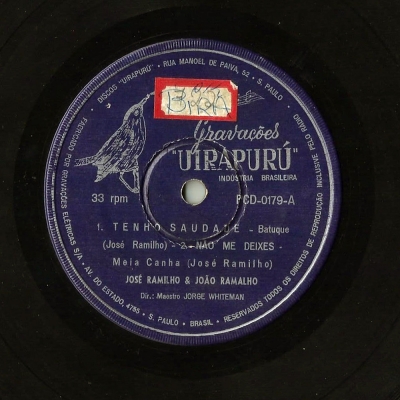 DISCOS "UIRAPURÚ" • RUA MANOEL DE PAIVA, 52 • S. PAULO
Gravações
"UIRAPURÚ"
INDÚSTRIA BRASILEIRA
33 rpm
PCD-0179-A
1. TENHO SAUDADE - Batuque
(José Ramilho) - 2. NÃO ME DEIXES -
Meia Canha (José Ramilho)
JOSÉ RAMILHO & JOÃO RAMALHO
Dir.: Maestro JORGE WHITEMAN
FABRICADO POR GRAVAÇÕES ELÉTRICAS S/A • AV. DO ESTADO, 4755 • S. PAULO • BRASIL • RESERVADOS TODOS OS DIREITOS DE REPRODUÇÃO INCLUSIVE PELO RÁDIO